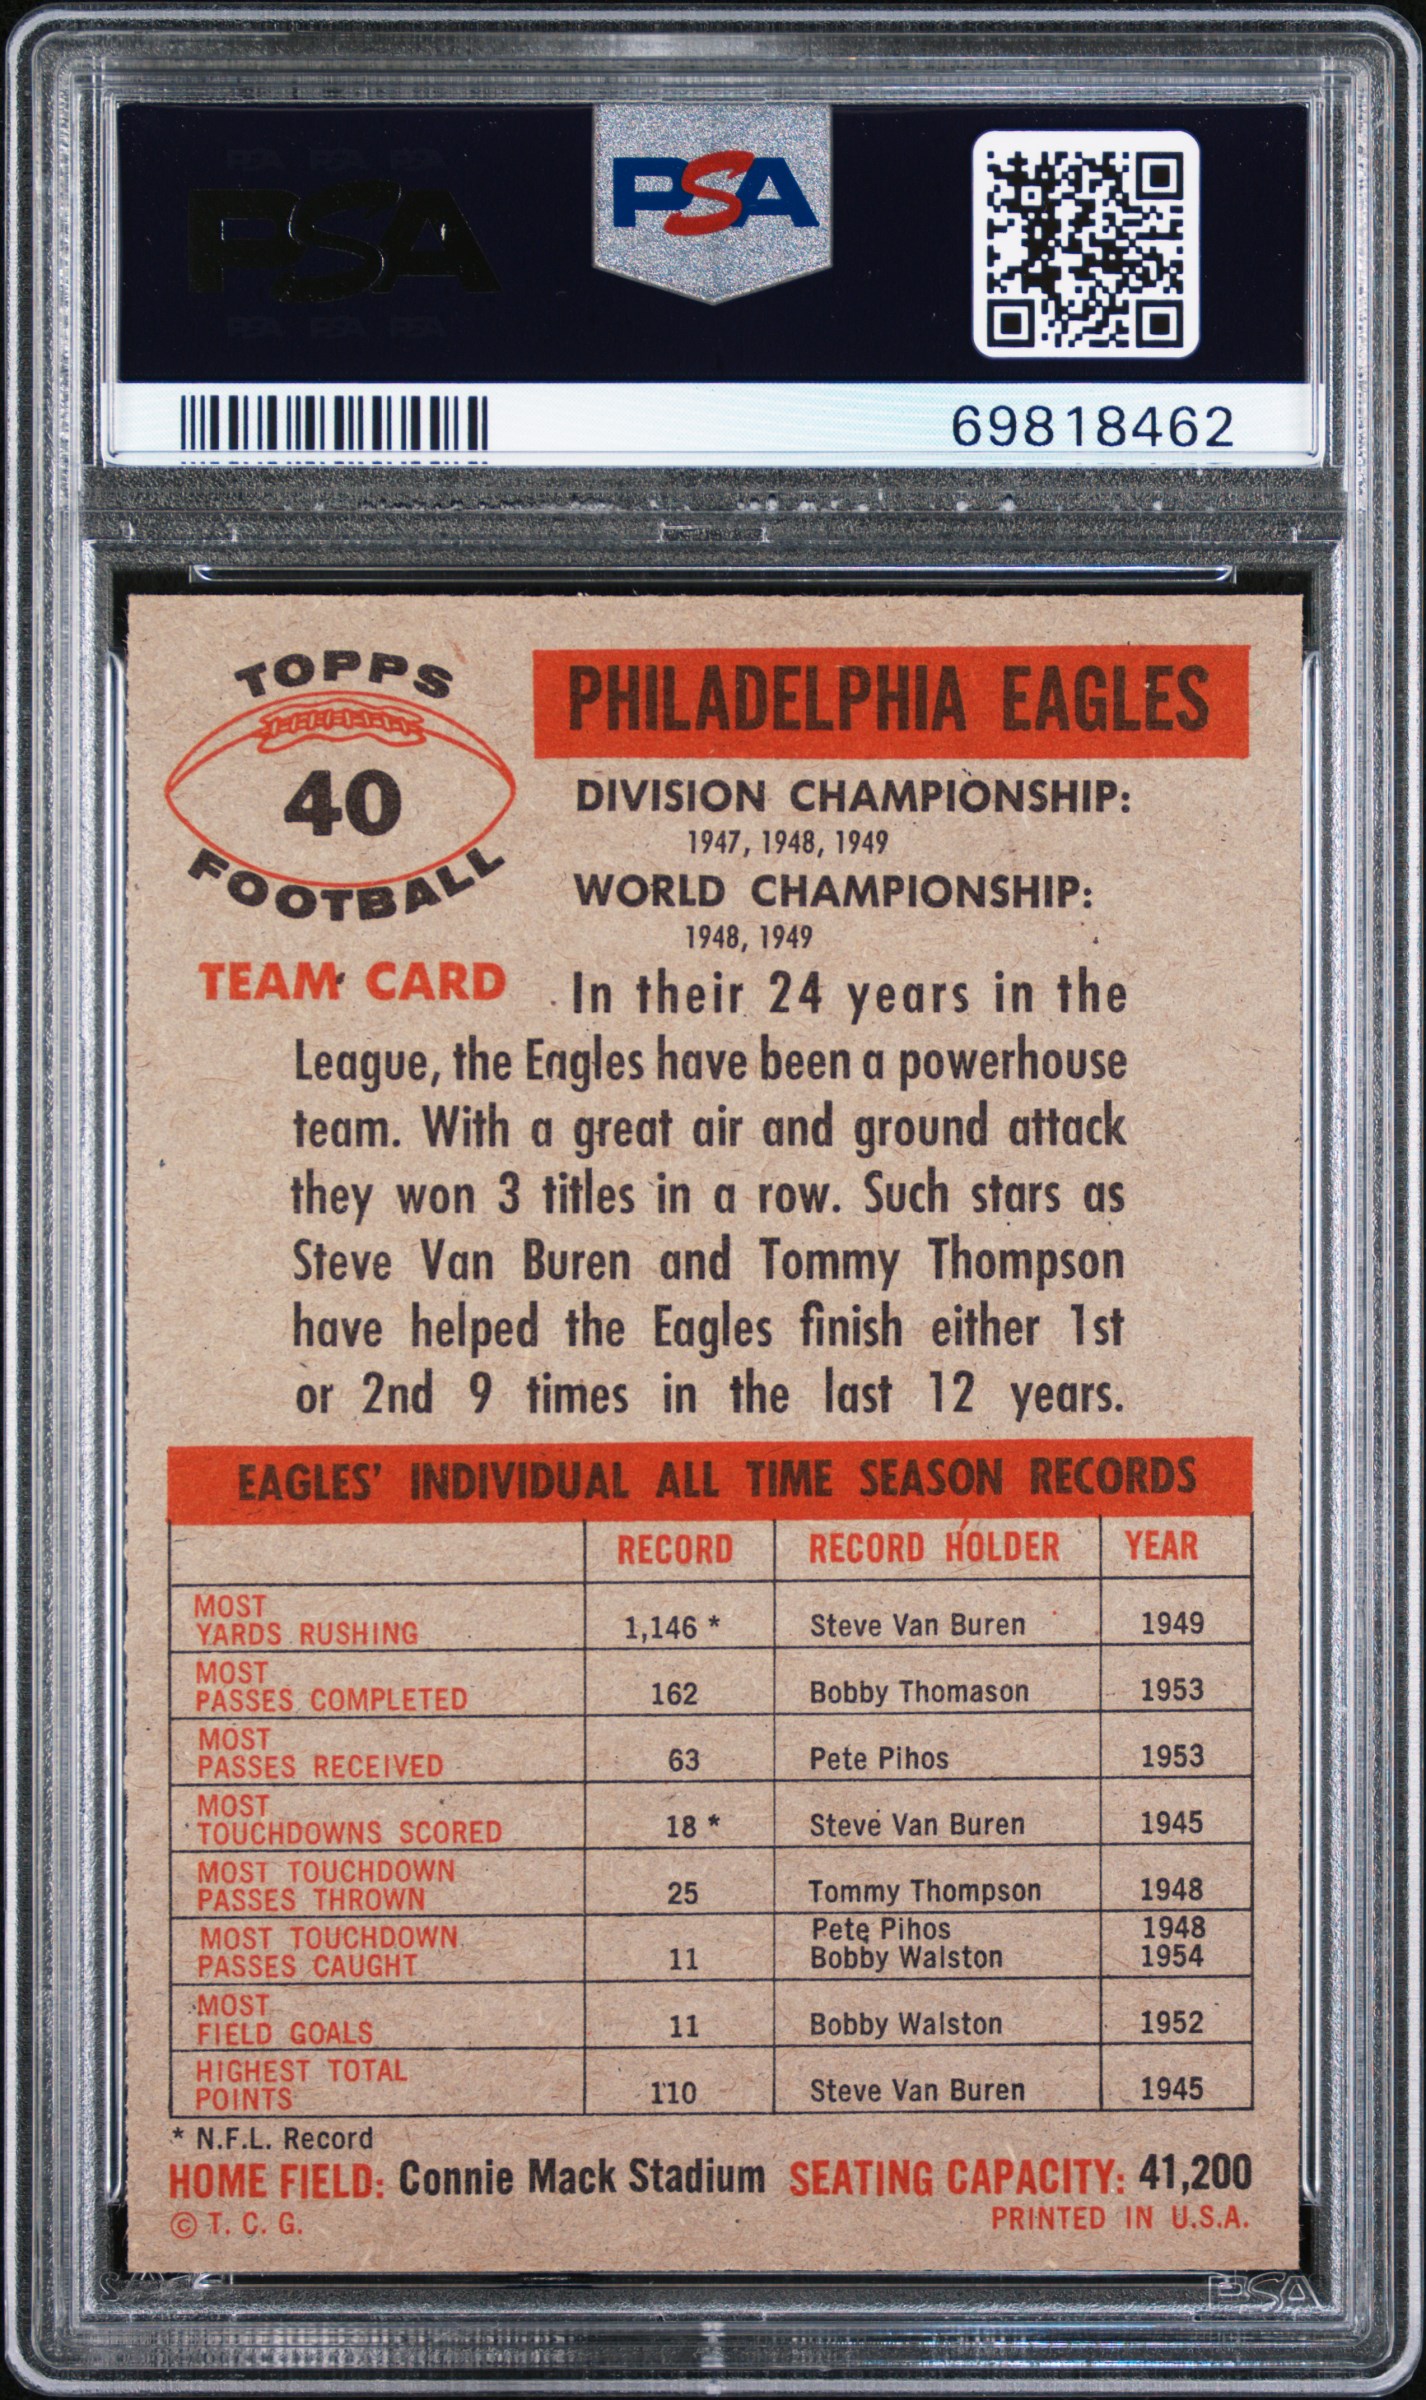 PSA PSA PSA
PSA
PSA PSA PSA
PSA
69818462
TOPPS
40
FOOTBALL
TEAM CARD
PHILADELPHIA EAGLES
DIVISION CHAMPIONSHIP:
1947, 1948, 1949
WORLD CHAMPIONSHIP:
1948, 1949
In their 24 years in the
League, the Eagles have been a powerhouse
team. With a great air and ground attack
they won 3 titles in a row. Such stars as
Steve Van Buren and Tommy Thompson
have helped the Eagles finish either 1st
or 2nd 9 times in the last 12 years.
EAGLES' INDIVIDUAL ALL TIME SEASON RECORDS
RECORD RECORD HOLDER YEAR
MOST
YARDS RUSHING 1,146 * Steve Van Buren 1949
MOST
PASSES COMPLETED 162 Bobby Thomason 1953
MOST
PASSES RECEIVED 63 Pete Pihos 1953
MOST
TOUCHDOWNS SCORED 18 * Steve Van Buren 1945
MOST TOUCHDOWN
PASSES THROWN 25 Tommy Thompson 1948
MOST TOUCHDOWN Pete Pihos 1948
PASSES CAUGHT 11 Bobby Walston 1954
MOST
FIELD GOALS 11 Bobby Walston 1952
HIGHEST TOTAL
POINTS 110 Steve Van Buren 1945
* N.F.L. Record
HOME FIELD: Connie Mack Stadium SEATING CAPACITY: 41,200
© T. C. G. PRINTED IN U.S.A.
PSA